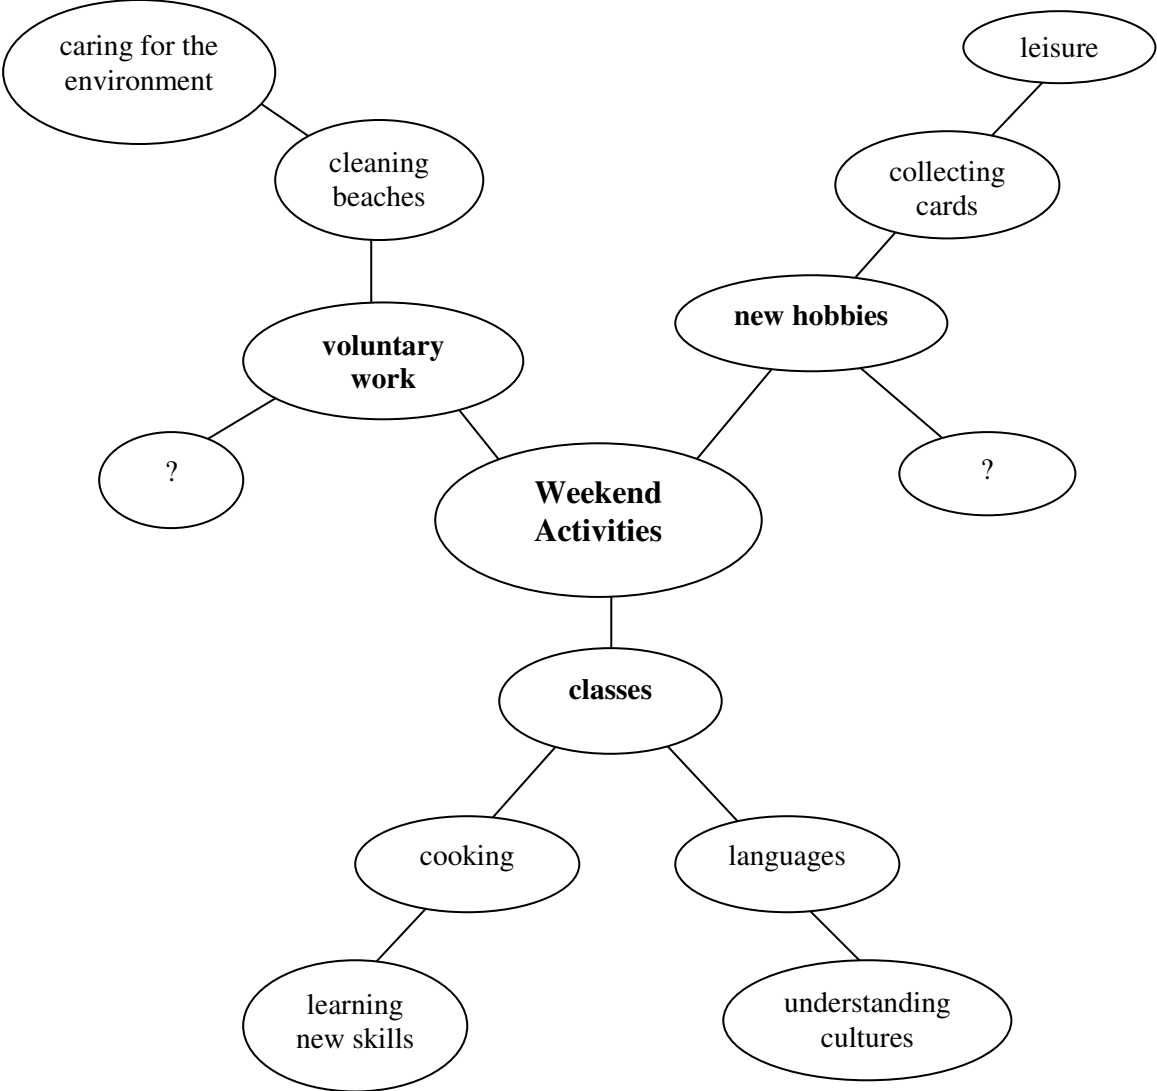 caring for the
environment
leisure
cleaning
beaches
collecting
cards
new hobbies
voluntary
work
?
?
Weekend
Activities
classes
cooking
languages
learning
new skills
understanding
cultures